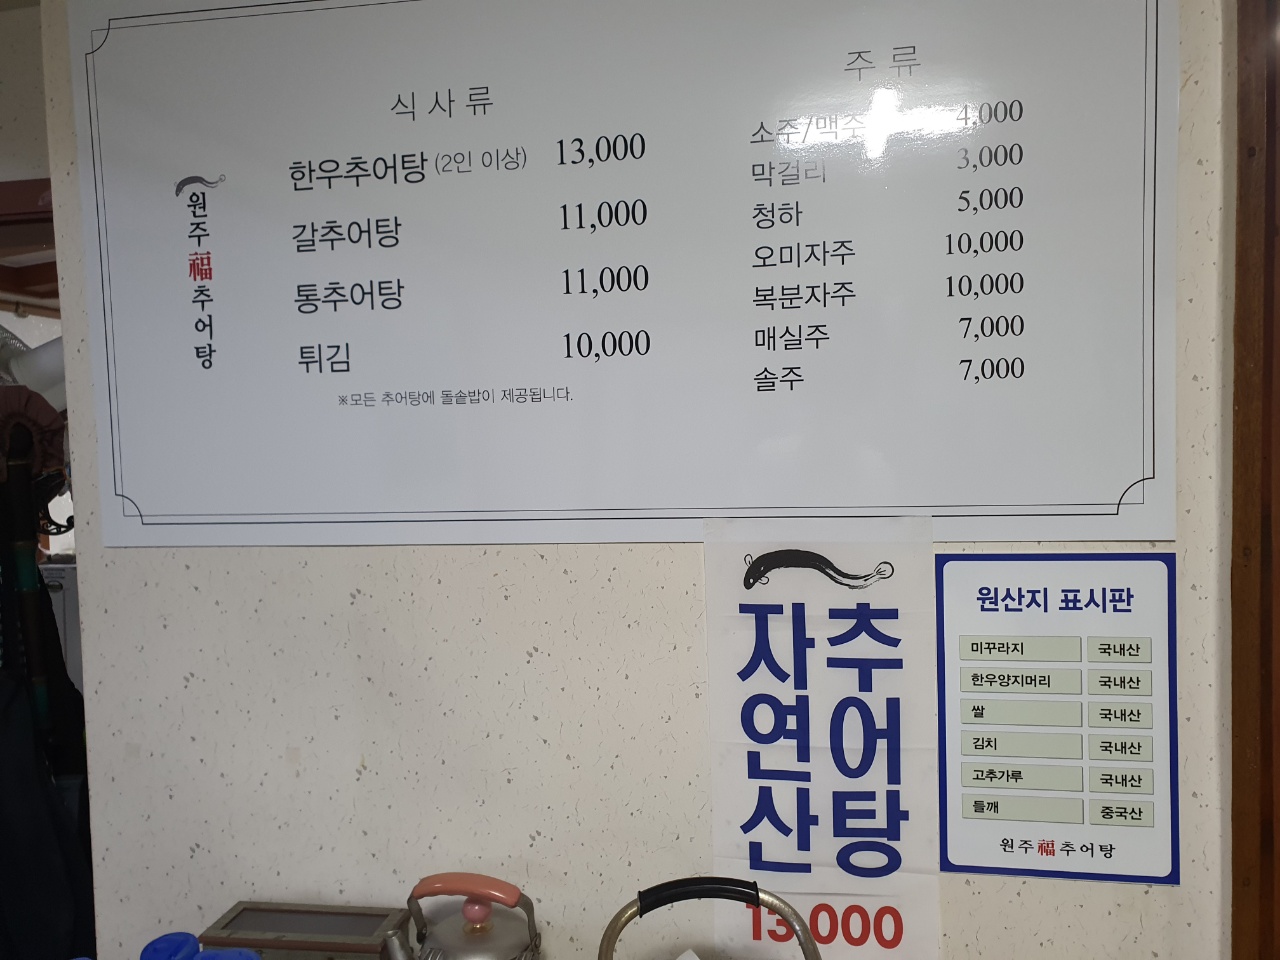 원주福추어탕
식사류
한우추어탕 (2인 이상) 13,000
갈추어탕 11,000
통추어탕 11,000
튀김 10,000
※모든 추어탕에 돌솥밥이 제공됩니다.
주류
소주/맥주 4,000
막걸리 3,000
청하 5,000
오미자주 10,000
복분자주 10,000
매실주 7,000
솔주 7,000
자연산
추어탕
13,000
원산지 표시판
미꾸라지 국내산
한우양지머리 국내산
쌀 국내산
김치 국내산
고추가루 국내산
들깨 중국산
원주福추어탕